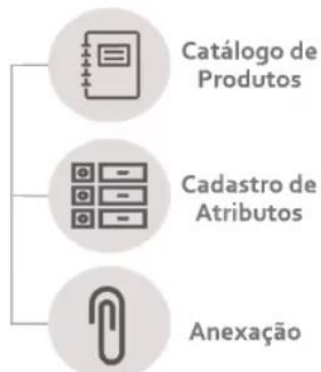 Catálogo de
Produtos
Cadastro de
Atributos
Anexação